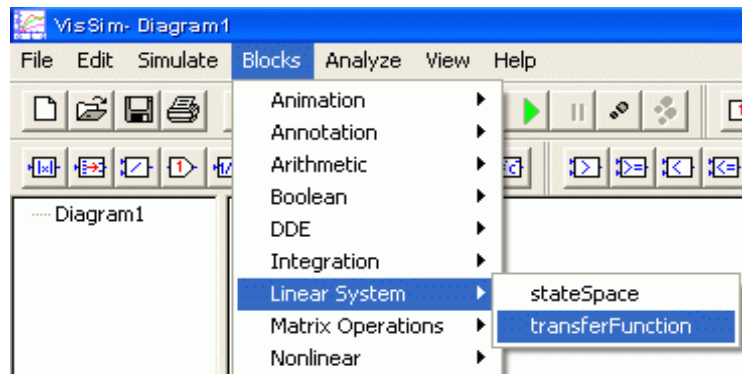 VisSim- Diagram1
File Edit Simulate Blocks Analyze View Help
Animation
Annotation
Arithmetic
Boolean
DDE
Integration
Linear System
Matrix Operations
Nonlinear
Diagram1
stateSpace
transferFunction